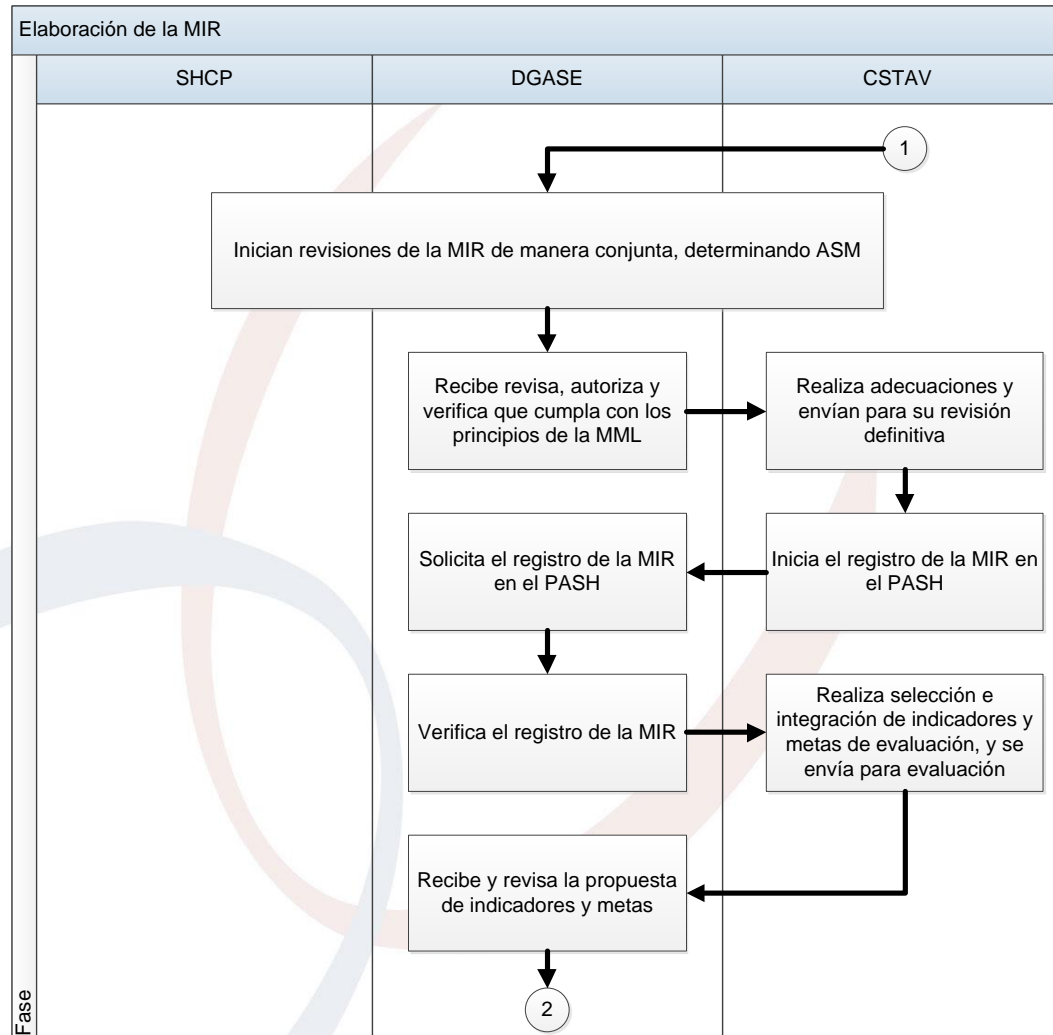 Elaboración de la MIR
SHCP
DGASE
CSTAV
1
Inician revisiones de la MIR de manera conjunta, determinando ASM
Recibe revisa, autoriza y
verifica que cumpla con los
principios de la MML
Realiza adecuaciones y
envían para su revisión
definitiva
Solicita el registro de la MIR
en el PASH
Inicia el registro de la MIR en
el PASH
Verifica el registro de la MIR
Realiza selección e
integración de indicadores y
metas de evaluación, y se
envía para evaluación
Recibe y revisa la propuesta
de indicadores y metas
2
Fase